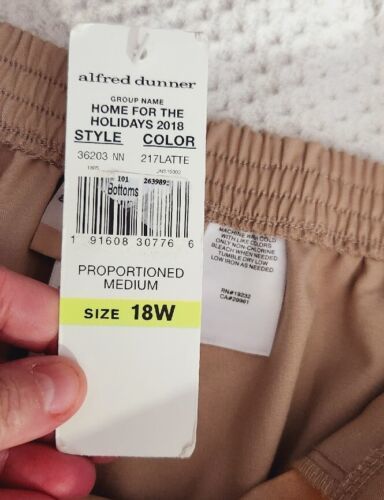 alfred dunner
GROUP NAME
HOME FOR THE
HOLIDAYS 2018
STYLE COLOR
36203 NN 217LATTE
101
Bottoms
1 91608 30776 6
PROPORTIONED
MEDIUM
SIZE 18W
MACHINE WASH COLD
WITH LIKE COLORS
ONLY NON-CHLORINE
BLEACH WHEN NEEDED
TUMBLE DRY LOW
LOW IRON AS NEEDED
RN#19232